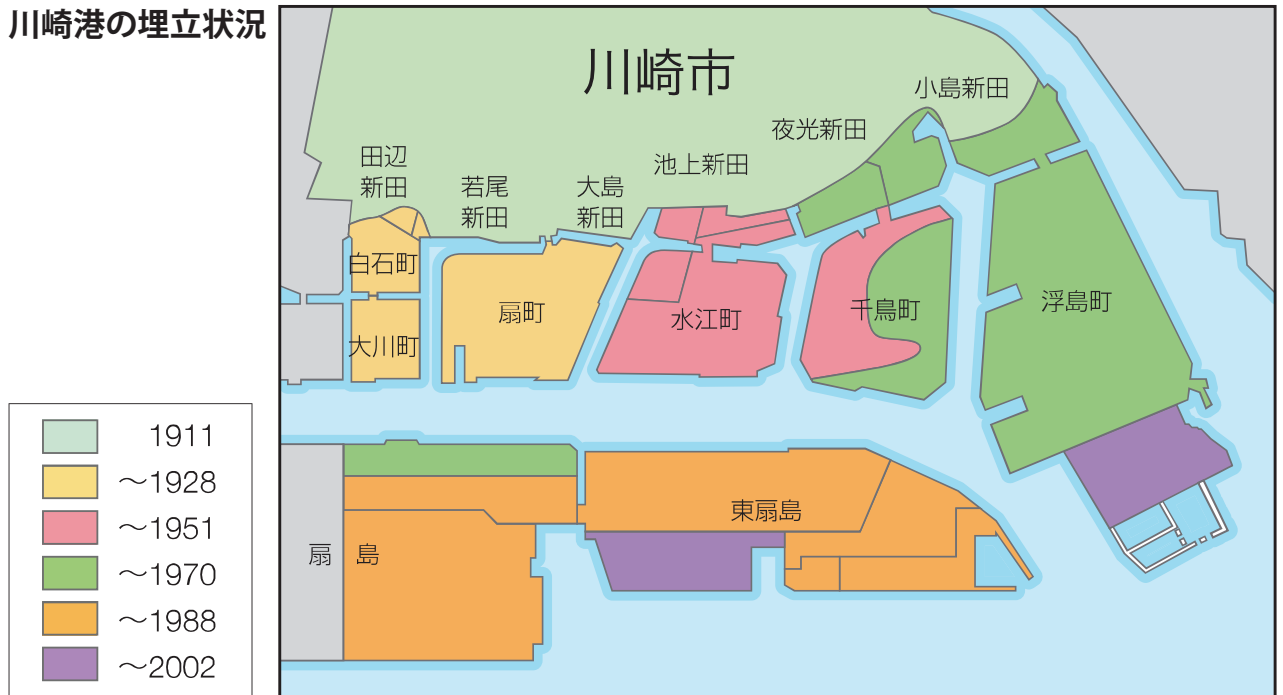 川崎港の埋立状況
川崎市
小島新田
夜光新田
池上新田
田辺
新田
若尾
新田
大島
新田
白石町
扇町
水江町
千鳥町
浮島町
大川町
東扇島
扇島
1911
～1928
～1951
～1970
～1988
～2002